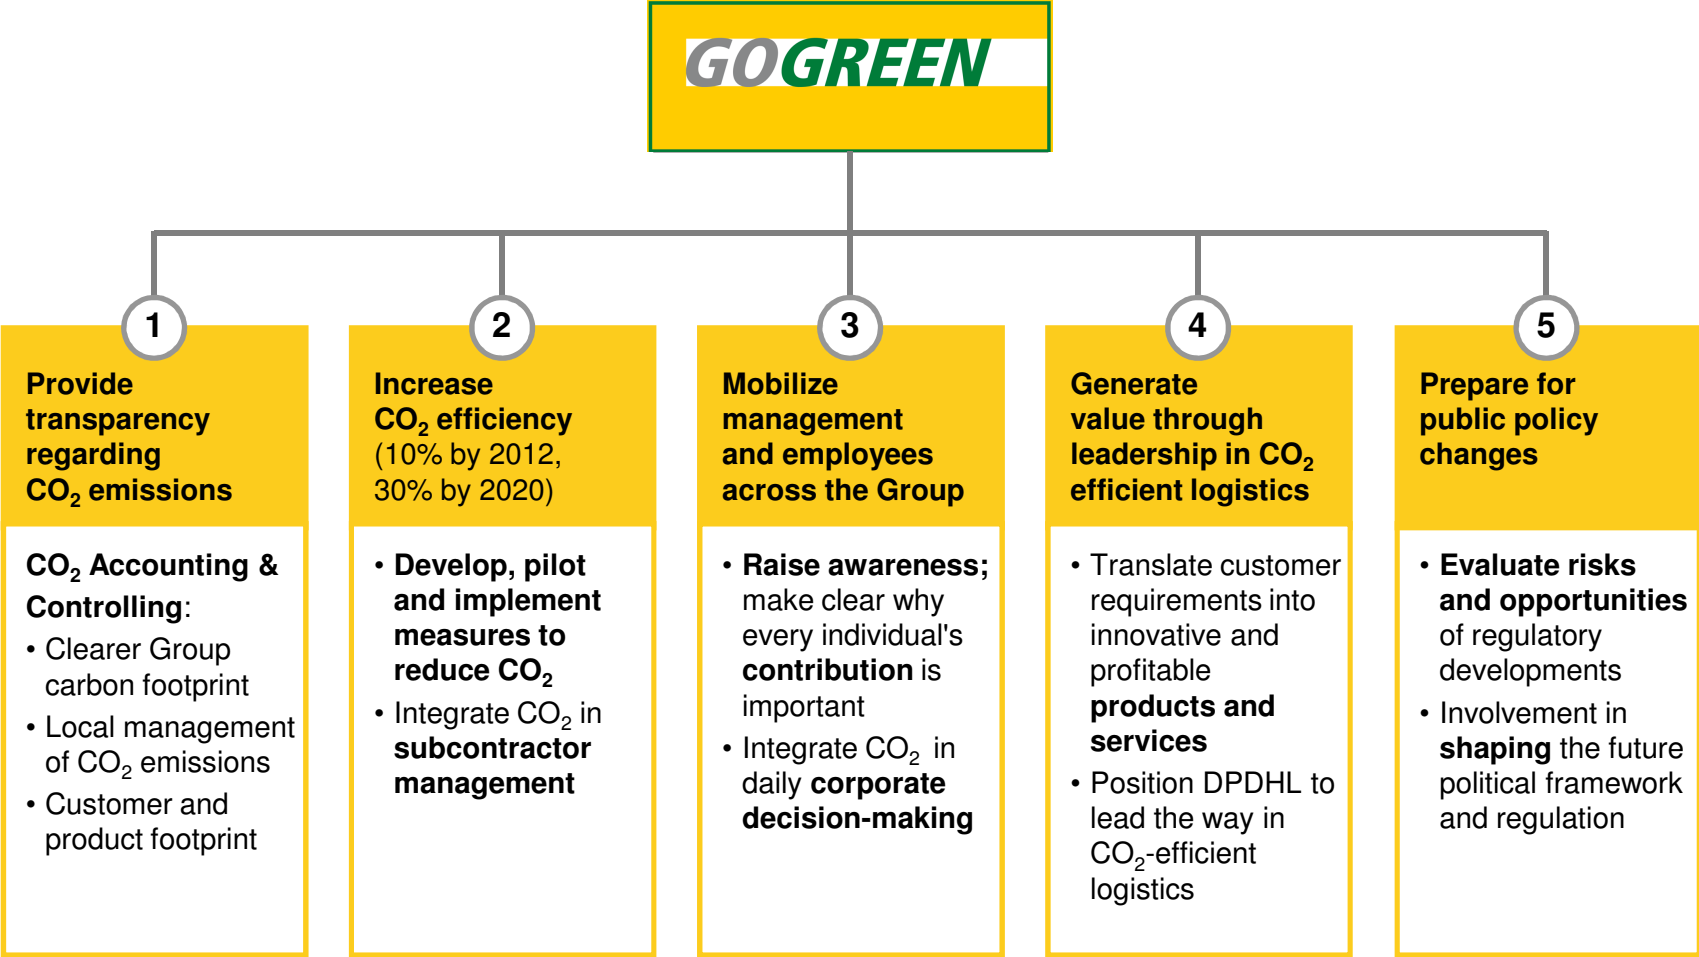 GOGREEN
1
Provide
transparency
regarding
CO₂ emissions
CO₂ Accounting &
Controlling:
• Clearer Group
carbon footprint
• Local management
of CO₂ emissions
• Customer and
product footprint
2
Increase
CO₂ efficiency
(10% by 2012,
30% by 2020)
• Develop, pilot
and implement
measures to
reduce CO₂
• Integrate CO₂ in
subcontractor
management
3
Mobilize
management
and employees
across the Group
• Raise awareness;
make clear why
every individual's
contribution is
important
• Integrate CO₂ in
daily corporate
decision-making
4
Generate
value through
leadership in CO₂
efficient logistics
• Translate customer
requirements into
innovative and
profitable
products and
services
• Position DPDHL to
lead the way in
CO₂-efficient
logistics
5
Prepare for
public policy
changes
• Evaluate risks
and opportunities
of regulatory
developments
• Involvement in
shaping the future
political framework
and regulation